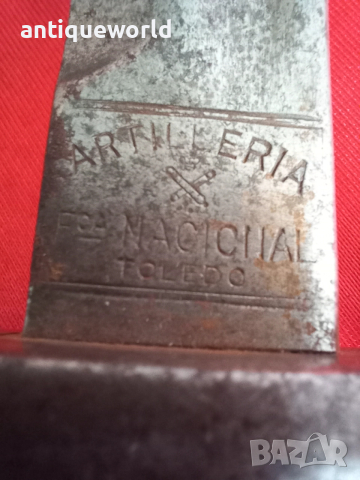 antiqueworld
ARTILLERIA
FCA NACIONAL
TOLEDO
BAZAR